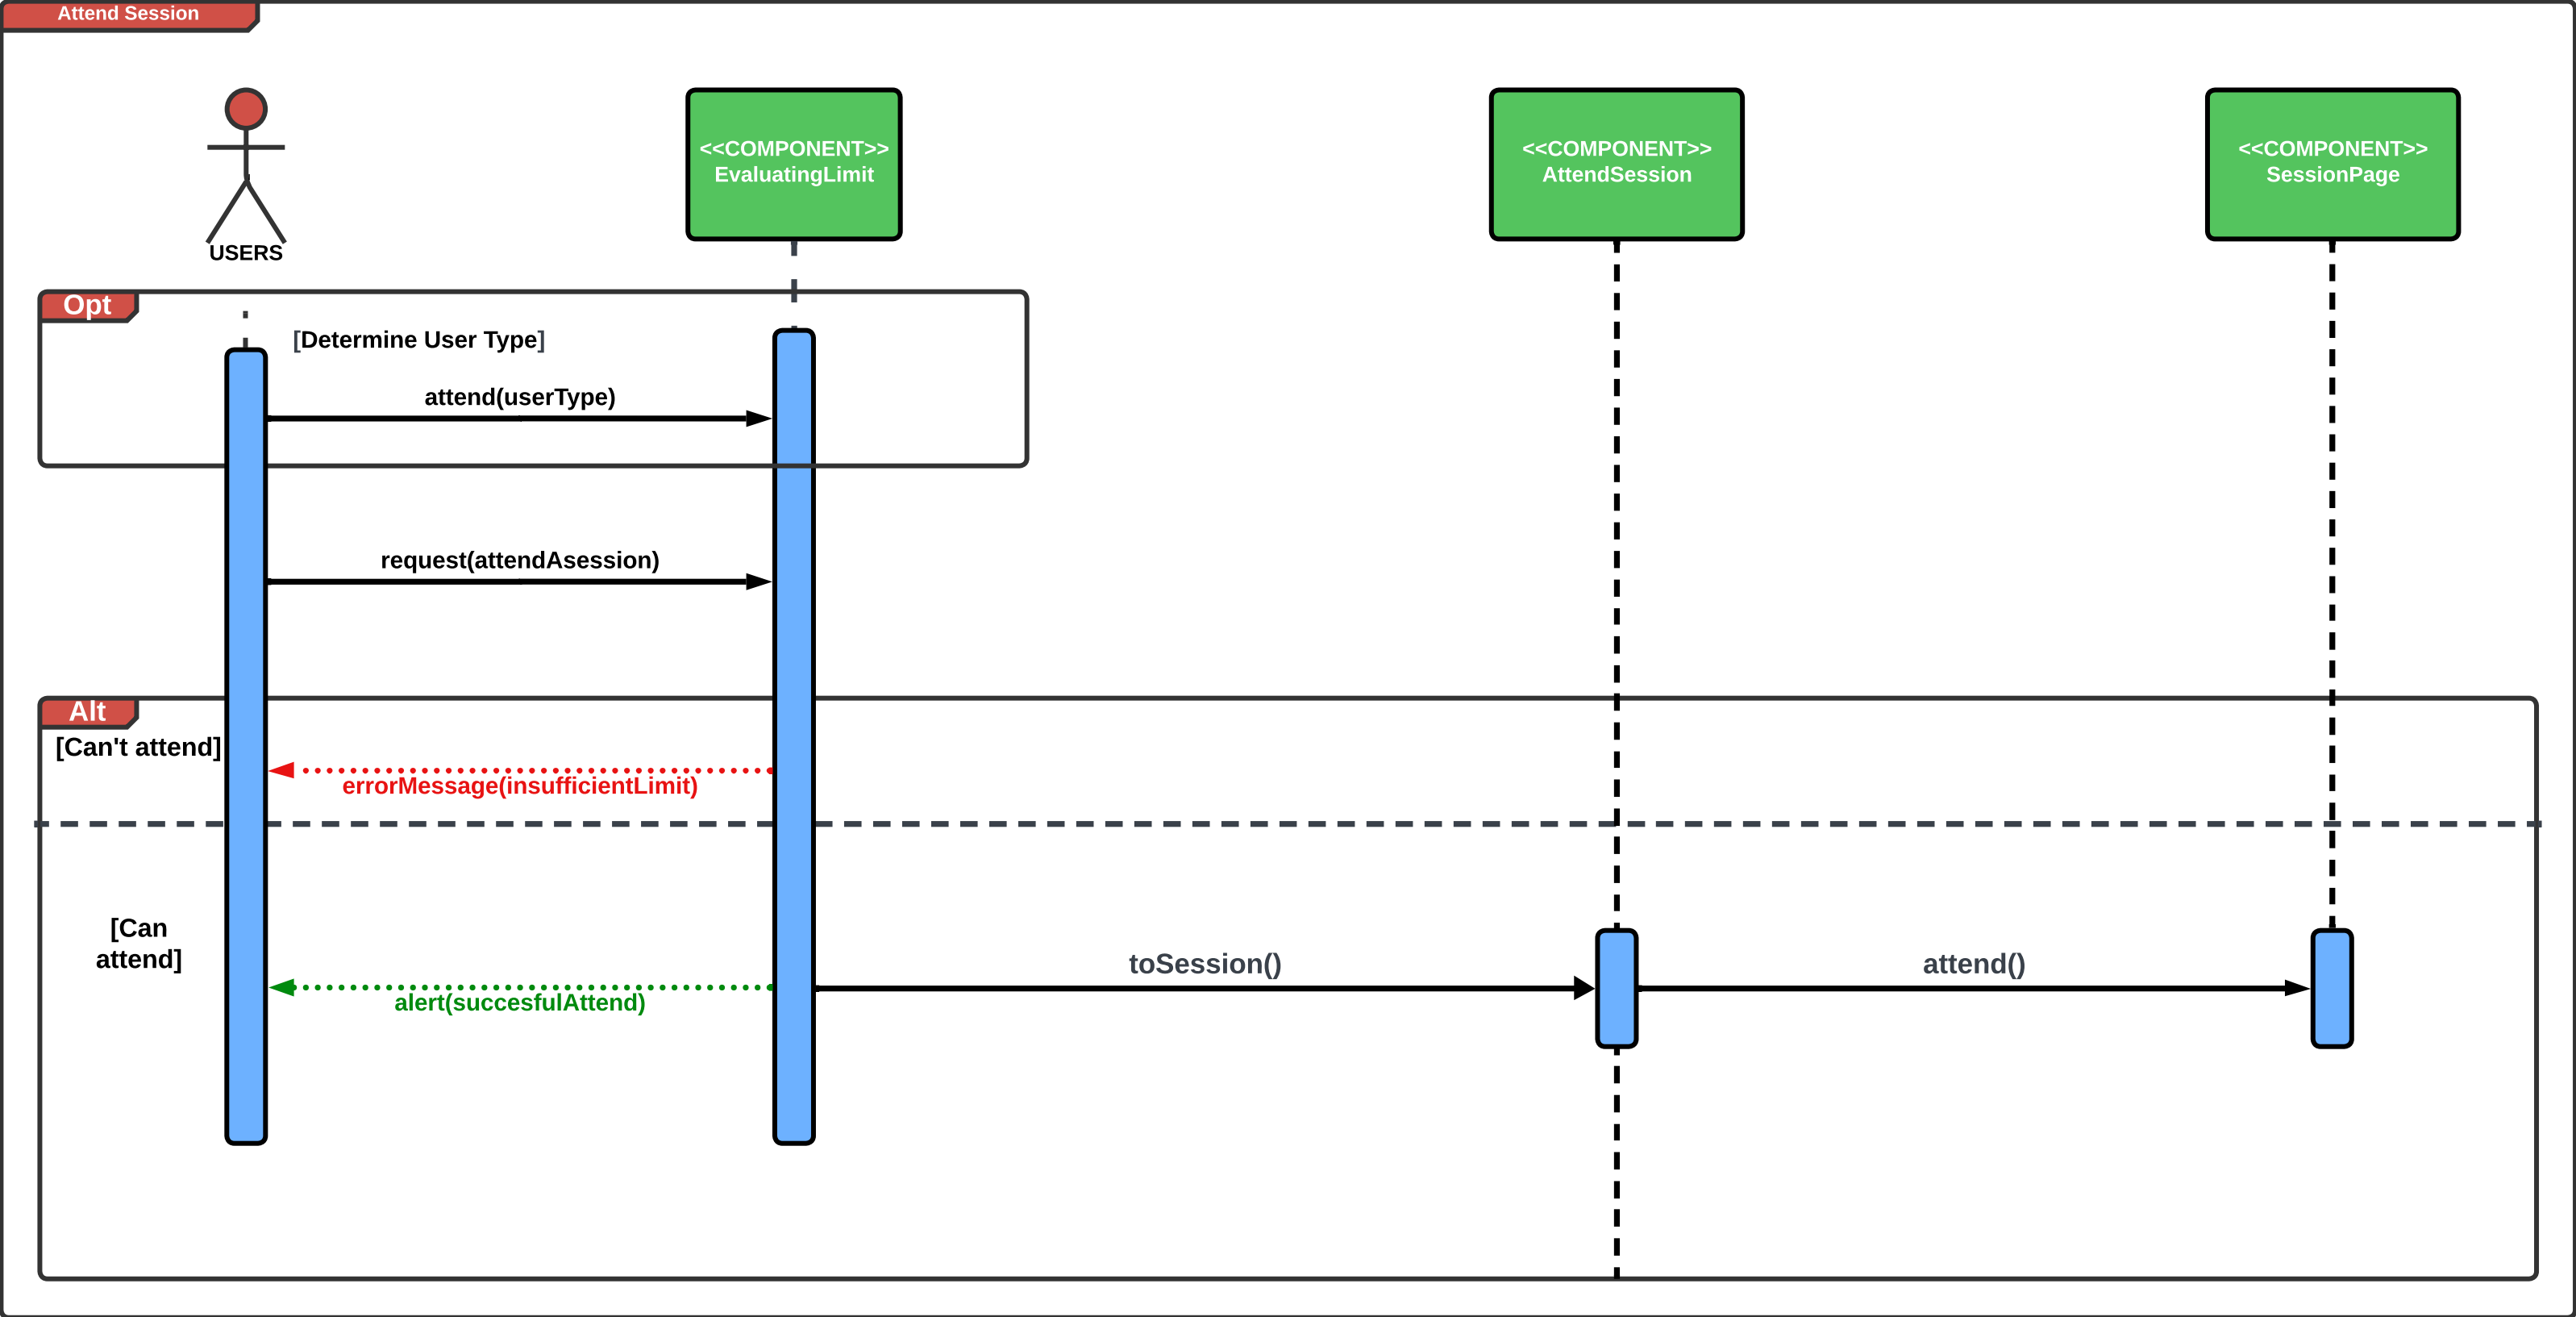 Attend Session
<<COMPONENT>>
EvaluatingLimit
<<COMPONENT>>
AttendSession
<<COMPONENT>>
SessionPage
USERS
Opt
[Determine User Type]
attend(userType)
request(attendAsession)
Alt
[Can't attend]
errorMessage(insufficientLimit)
[Can
attend]
toSession()
attend()
alert(succesfulAttend)